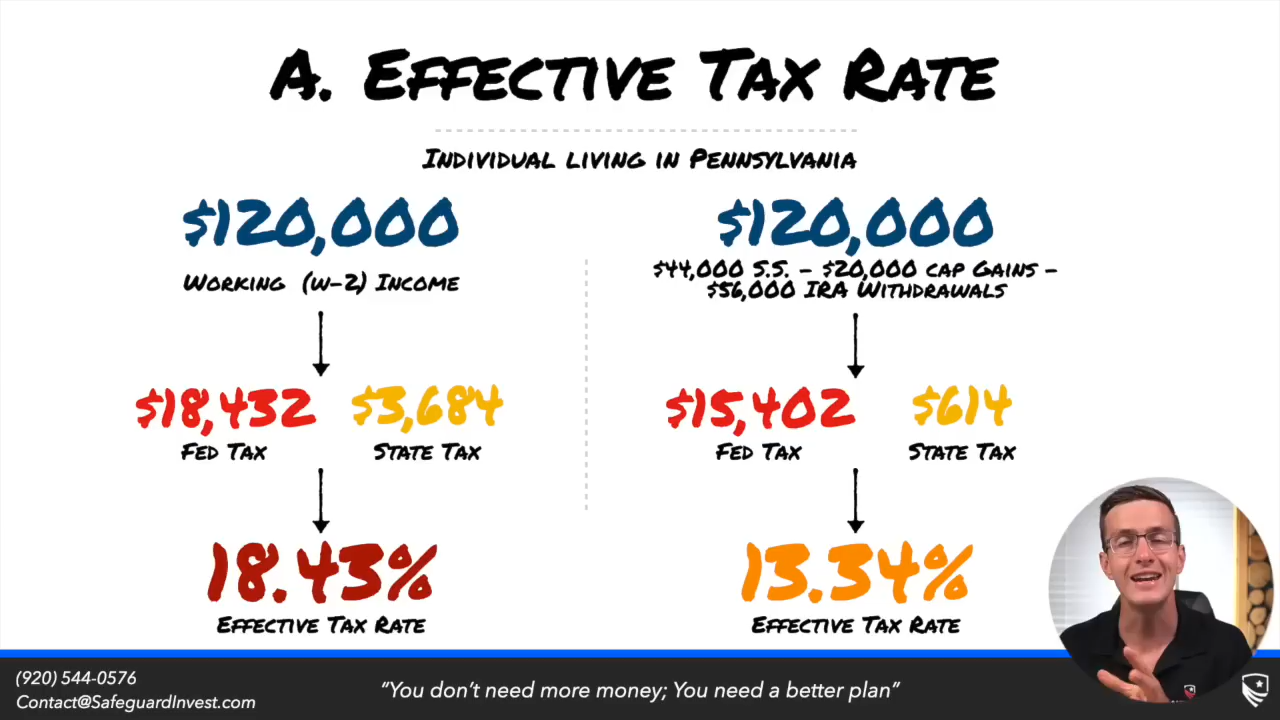 A. Effective Tax Rate
Individual living in Pennsylvania
$120,000
Working (w-2) Income
$18,432
Fed Tax
$3,684
State Tax
18.43%
Effective Tax Rate
$120,000
$44,000 S.S. - $20,000 cap Gains -
$56,000 IRA Withdrawals
$15,402
Fed Tax
$614
State Tax
13.34%
Effective Tax Rate
(920) 544-0576
Contact@SafeguardInvest.com
“You don’t need more money; You need a better plan”